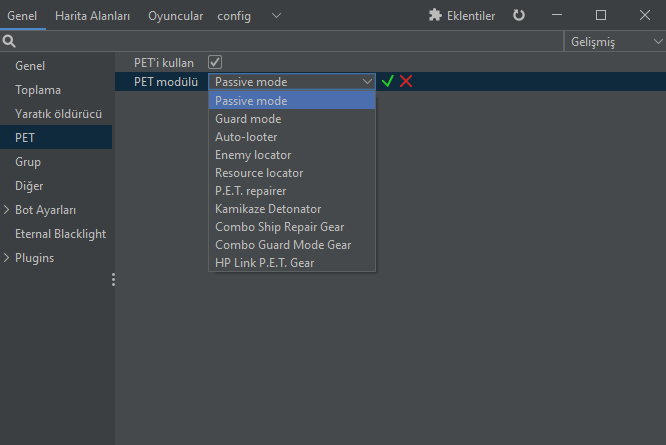 Genel Harita Alanları Oyuncular config Eklentiler
Gelişmiş
Genel
PET'i kullan
Toplama
PET modülü Passive mode
Yaratık öldürücü
PET
Grup
Diğer
Bot Ayarları
Eternal Blacklight
Plugins
Passive mode
Guard mode
Auto-looter
Enemy locator
Resource locator
P.E.T. repairer
Kamikaze Detonator
Combo Ship Repair Gear
Combo Guard Mode Gear
HP Link P.E.T. Gear